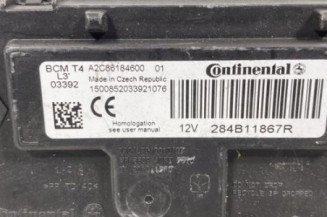 BCM T4 A2C86184600 01
L3'
03392
Made in Czech Republic
1500852033921076
Continental
CE
Homologation
see user manual
12V 284B11867R